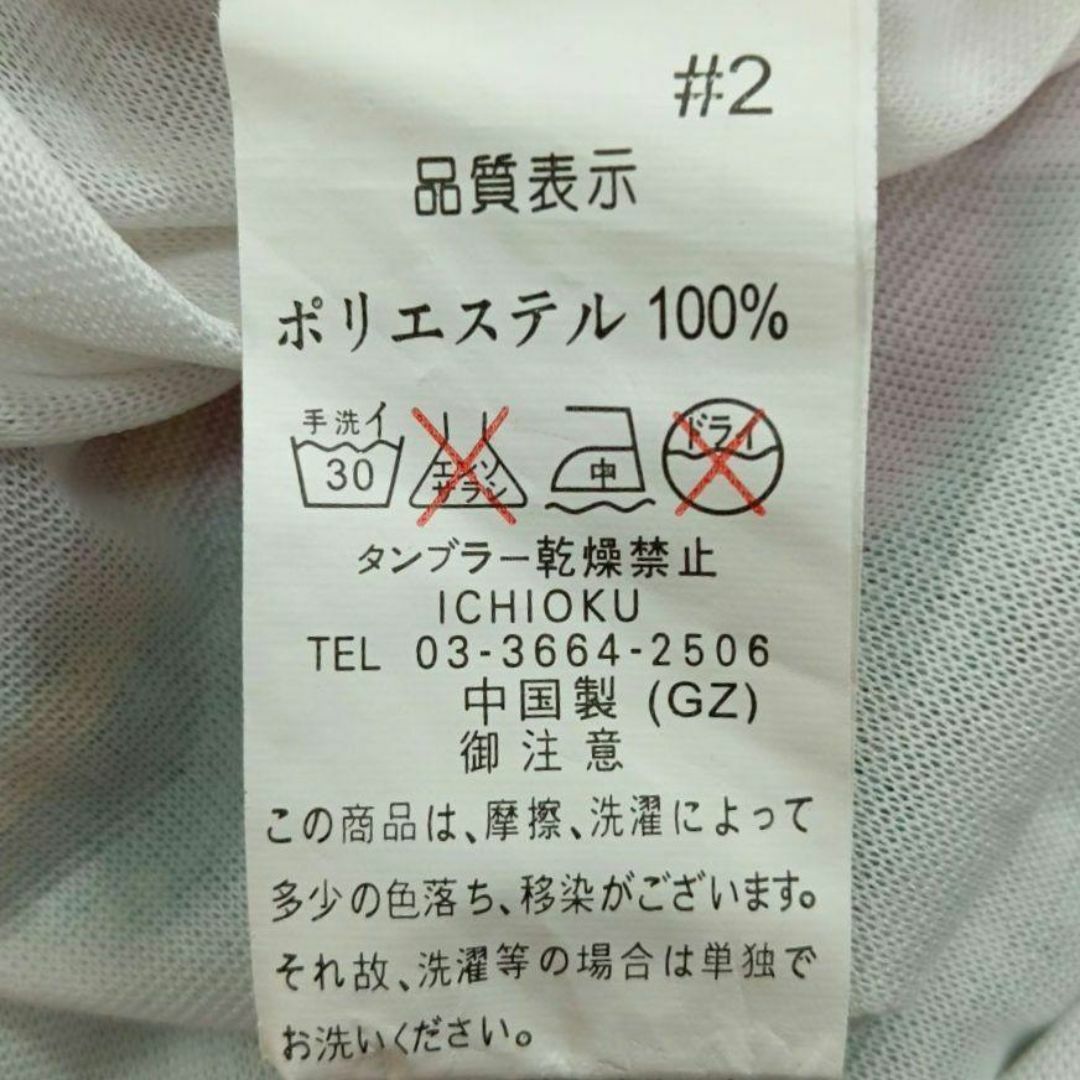 #2
品質表示
ポリエステル 100%
手洗イ
30
エンソ
サラシ
中
ドライ
タンブラー乾燥禁止
ICHIOKU
TEL 03-3664-2506
中国製 (GZ)
御注意
この商品は、摩擦、洗濯によって
多少の色落ち、移染がございます。
それ故、洗濯等の場合は単独で
お洗いください。